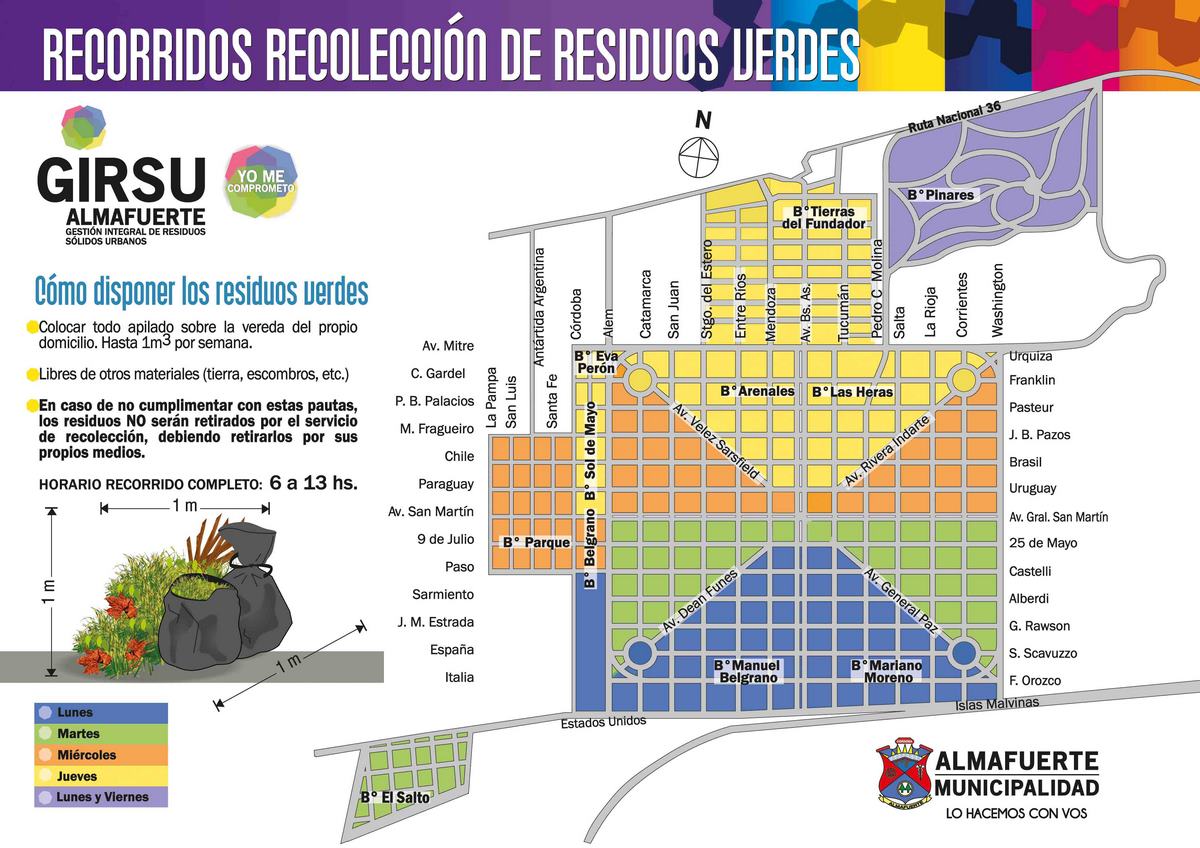 RECORRIDOS RECOLECCIÓN DE RESIDUOS VERDES
GIRSU
ALMAFUERTE
GESTIÓN INTEGRAL DE RESIDUOS
SÓLIDOS URBANOS
YO ME
COMPROMETO
Cómo disponer los residuos verdes
Colocar todo apilado sobre la vereda del propio
domicilio. Hasta 1m3 por semana.
Libres de otros materiales (tierra, escombros, etc.)
En caso de no cumplimentar con estas pautas,
los residuos NO serán retirados por el servicio
de recolección, debiendo retirarlos por sus
propios medios.
HORARIO RECORRIDO COMPLETO: 6 a 13 hs.
1 m
1 m
1 m
Lunes
Martes
Miércoles
Jueves
Lunes y Viernes
N
Ruta Nacional 36
B° Pinares
B° Tierras
del Fundador
La Pampa
San Luis
Antártida Argentina
Santa Fe
Córdoba
Alem
Catamarca
San Juan
Stgo. del Estero
Entre Ríos
Mendoza
Av. Bs. As.
Tucumán
Pedro C. Molina
Salta
La Rioja
Corrientes
Washington
Av. Mitre
C. Gardel
P. B. Palacios
M. Fragueiro
Chile
Paraguay
Av. San Martín
9 de Julio
Paso
Sarmiento
J. M. Estrada
España
Italia
B° Eva
Perón
B° Arenales
B° Las Heras
B° Sol de Mayo
B° Belgrano
B° Parque
Av. Velez Sarsfield
Av. Rivera Indarte
Av. Dean Funes
Av. General Paz
B° Manuel
Belgrano
B° Mariano
Moreno
Urquiza
Franklin
Pasteur
J. B. Pazos
Brasil
Uruguay
Av. Gral. San Martín
25 de Mayo
Castelli
Alberdi
G. Rawson
S. Scavuzzo
F. Orozco
Islas Malvinas
Estados Unidos
B° El Salto
ALMAFUERTE
ALMAFUERTE
MUNICIPALIDAD
LO HACEMOS CON VOS